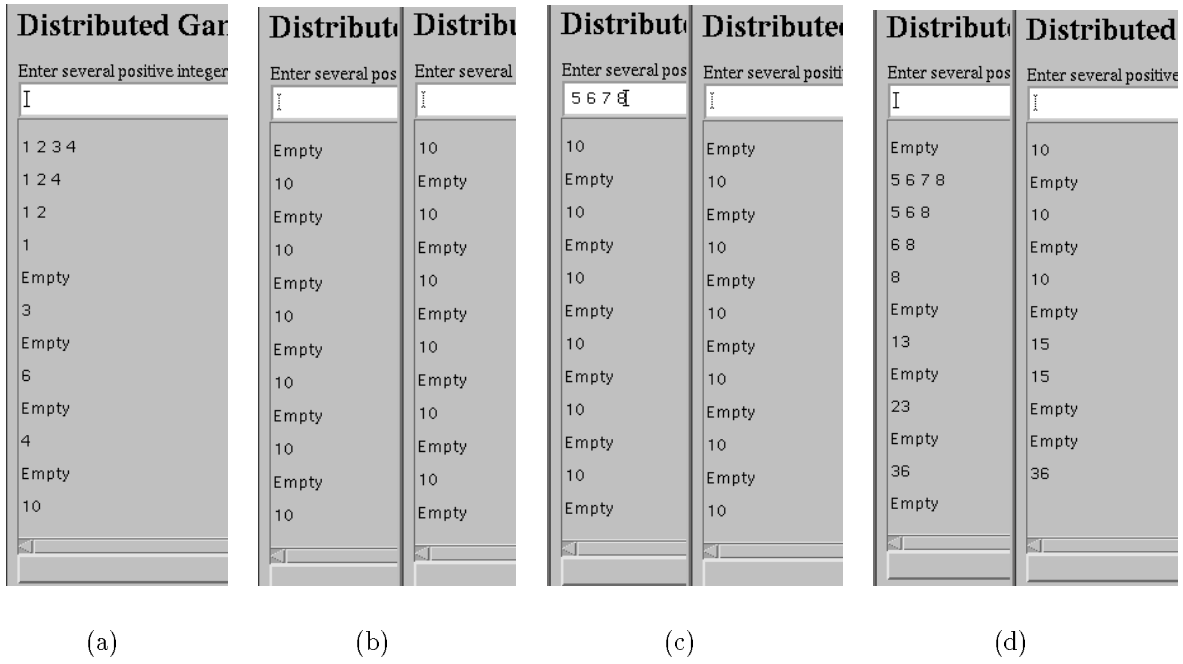 Distributed Gar
Enter several positive integer
1 2 3 4
1 2 4
1 2
1
Empty
3
Empty
6
Empty
4
Empty
10
(a)
Distribut
Enter several pos
Empty
10
Empty
10
Empty
10
Empty
10
Empty
10
Empty
10
Distribu
Enter several
10
Empty
10
Empty
10
Empty
10
Empty
10
Empty
10
Empty
(b)
Distribut
Enter several pos
5 6 7 8
10
Empty
10
Empty
10
Empty
10
Empty
10
Empty
10
Empty
Distributed
Enter several positi
Empty
10
Empty
10
Empty
10
Empty
10
Empty
10
Empty
10
(c)
Distribut
Enter several pos
Empty
5 6 7 8
5 6 8
6 8
8
Empty
13
Empty
23
Empty
36
Empty
Distributed
Enter several positive
10
Empty
10
Empty
10
Empty
15
15
Empty
Empty
36
(d)